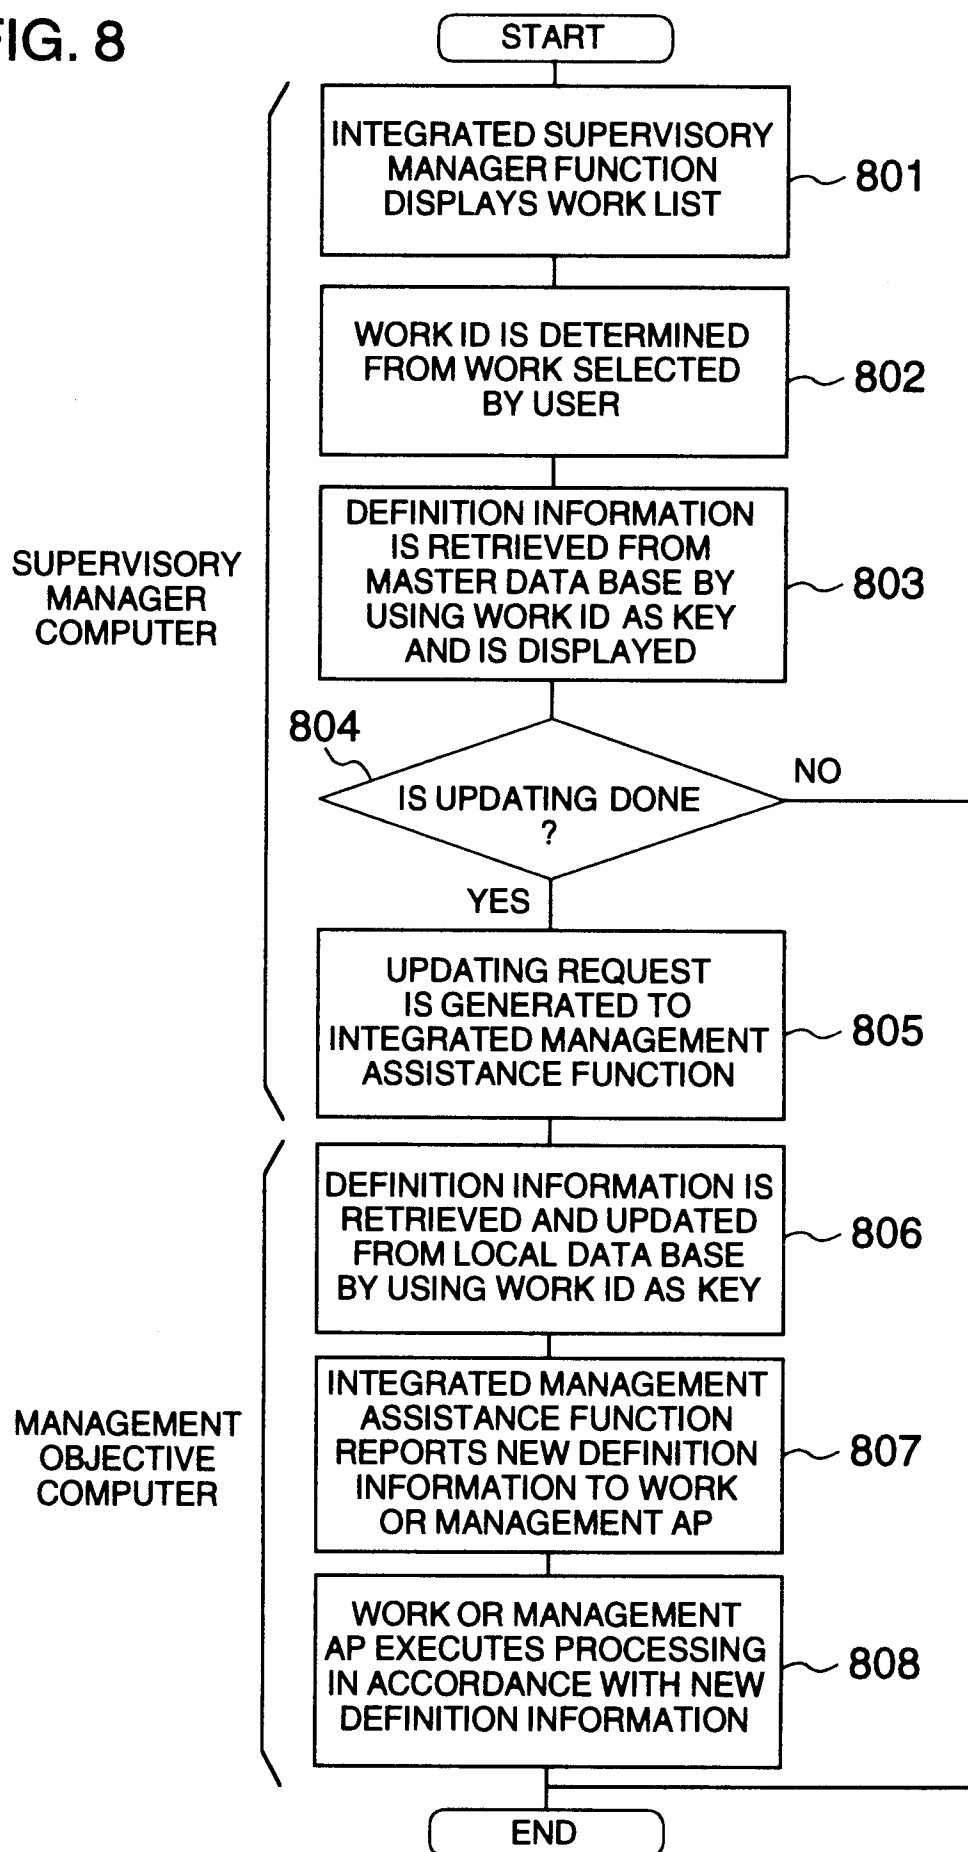 FIG. 8
START
INTEGRATED SUPERVISORY
MANAGER FUNCTION
DISPLAYS WORK LIST
801
WORK ID IS DETERMINED
FROM WORK SELECTED
BY USER
802
DEFINITION INFORMATION
IS RETRIEVED FROM
MASTER DATA BASE BY
USING WORK ID AS KEY
AND IS DISPLAYED
803
SUPERVISORY
MANAGER
COMPUTER
804
IS UPDATING DONE
?
NO
YES
UPDATING REQUEST
IS GENERATED TO
INTEGRATED MANAGEMENT
ASSISTANCE FUNCTION
805
DEFINITION INFORMATION IS
RETRIEVED AND UPDATED
FROM LOCAL DATA BASE
BY USING WORK ID AS KEY
806
MANAGEMENT
OBJECTIVE
COMPUTER
INTEGRATED MANAGEMENT
ASSISTANCE FUNCTION
REPORTS NEW DEFINITION
INFORMATION TO WORK
OR MANAGEMENT AP
807
WORK OR MANAGEMENT
AP EXECUTES PROCESSING
IN ACCORDANCE WITH NEW
DEFINITION INFORMATION
808
END